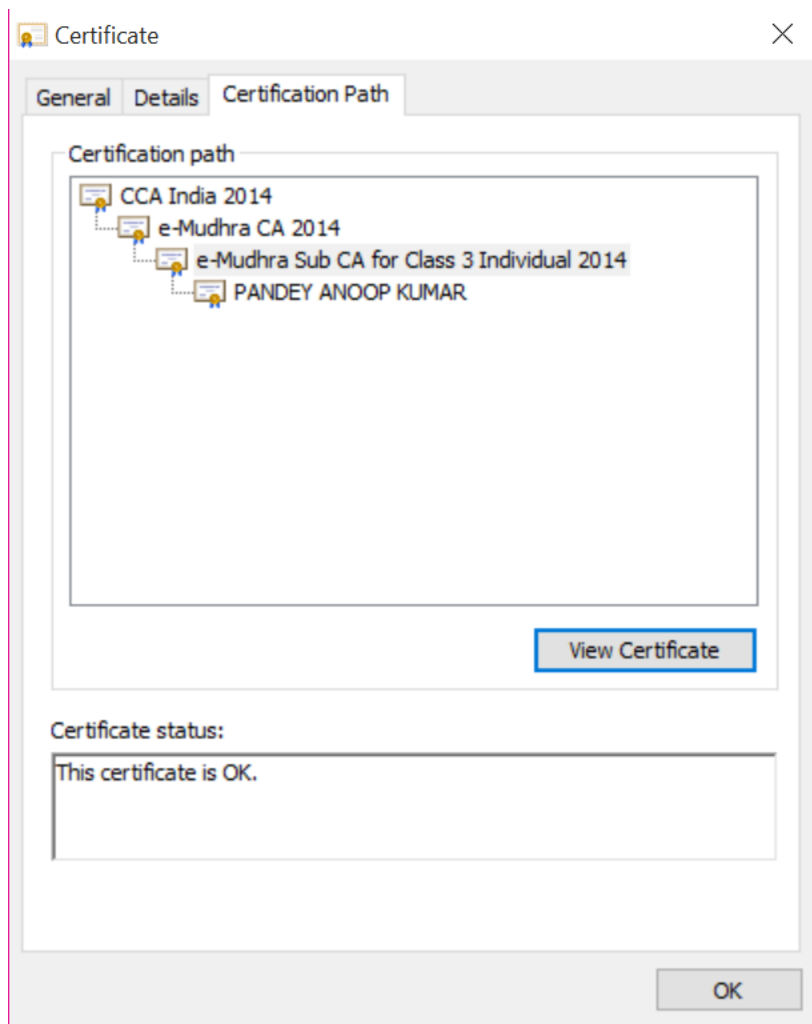 Certificate
General Details Certification Path
Certification path
CCA India 2014
e-Mudhra CA 2014
e-Mudhra Sub CA for Class 3 Individual 2014
PANDEY ANOOP KUMAR
View Certificate
Certificate status:
This certificate is OK.
OK